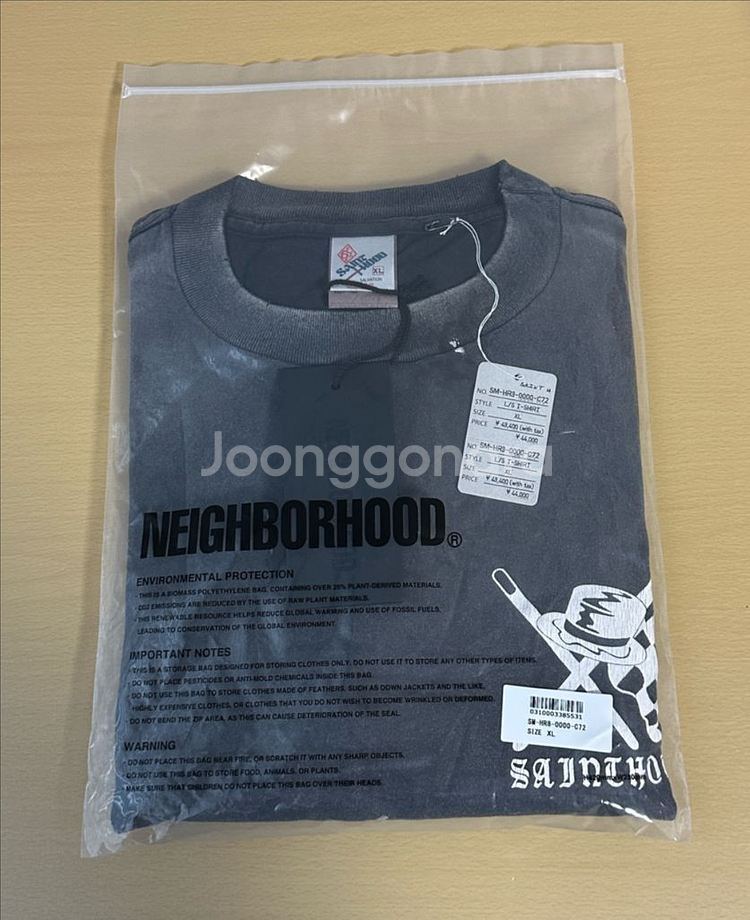 SAINT
HOOD
XL
SALVATION
SAINT
NO. SM-HR8-0000-C72
STYLE L/S T-SHIRT
SIZE XL
PRICE ¥ 48,400 (with tax)
¥ 44,000
NO. SM-HR8-0000-C72
STYLE L/S T-SHIRT
SIZE XL
PRICE ¥ 48,400 (with tax)
¥ 44,000
NEIGHBORHOOD®
ENVIRONMENTAL PROTECTION
- THIS IS A BIOMASS POLYETHYLENE BAG, CONTAINING OVER 25% PLANT-DERIVED MATERIALS.
- CO2 EMISSIONS ARE REDUCED BY THE USE OF RAW PLANT MATERIALS.
- THIS RENEWABLE RESOURCE HELPS REDUCE GLOBAL WARMING AND USE OF FOSSIL FUELS,
LEADING TO CONSERVATION OF THE GLOBAL ENVIRONMENT.
IMPORTANT NOTES
- THIS IS A STORAGE BAG DESIGNED FOR STORING CLOTHES ONLY. DO NOT USE IT TO STORE ANY OTHER TYPES OF ITEMS.
- DO NOT PLACE PESTICIDES OR ANTI-MOLD CHEMICALS INSIDE THIS BAG.
- DO NOT USE THIS BAG TO STORE CLOTHES MADE OF FEATHERS, SUCH AS DOWN JACKETS AND THE LIKE,
HIGHLY EXPENSIVE CLOTHES, OR CLOTHES THAT YOU DO NOT WISH TO BECOME WRINKLED OR DEFORMED.
- DO NOT BEND THE ZIP AREA, AS THIS CAN CAUSE DETERIORATION OF THE SEAL.
WARNING
- DO NOT PLACE THIS BAG NEAR FIRE, OR SCRATCH IT WITH ANY SHARP OBJECTS.
- DO NOT USE THIS BAG TO STORE FOOD, ANIMALS, OR PLANTS.
- MAKE SURE THAT CHILDREN DO NOT PLACE THIS BAG OVER THEIR HEADS.
0310003385531
SM-HR8-0000-C72
SIZE XL
SAINTHO